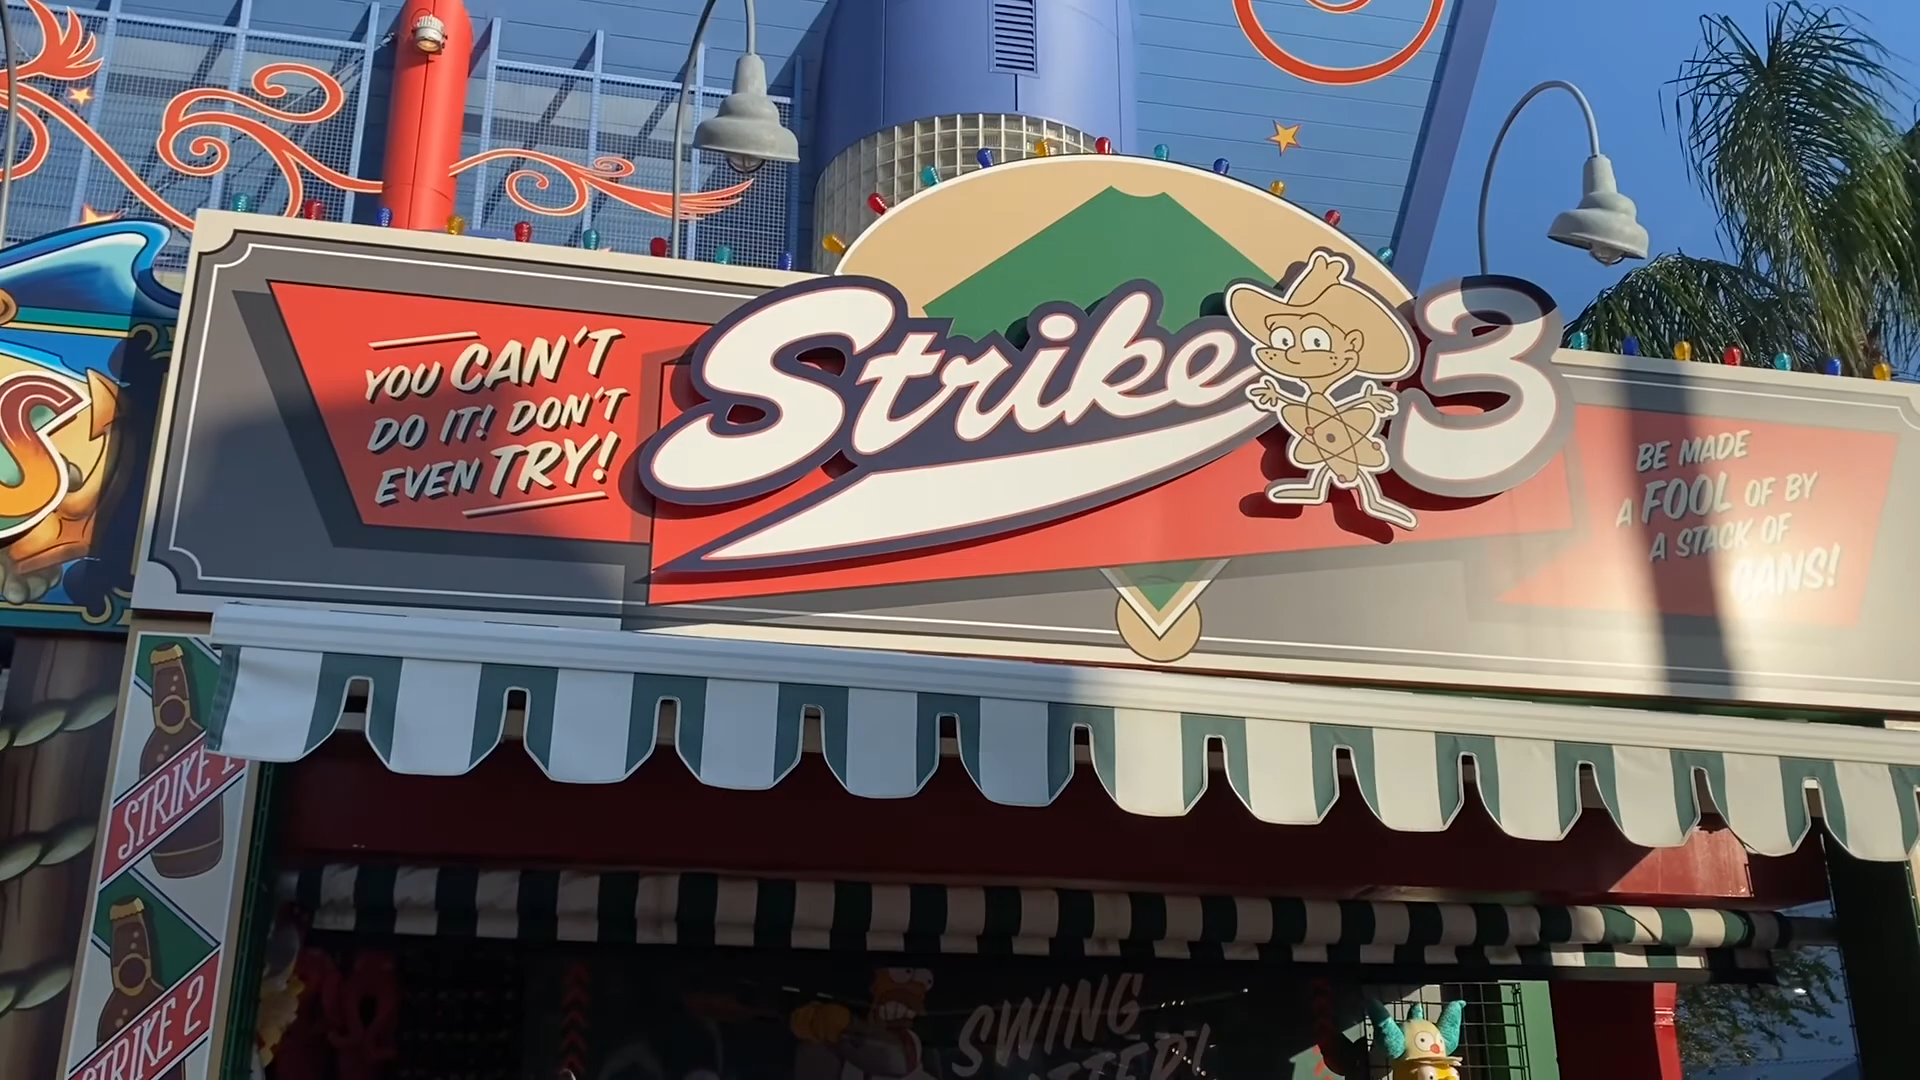 YOU CAN'T
DO IT! DON'T
EVEN TRY!
Strike 3
BE MADE
A FOOL OF BY
A STACK OF
CANS!
STRIKE
STRIKE 2
SWING
S